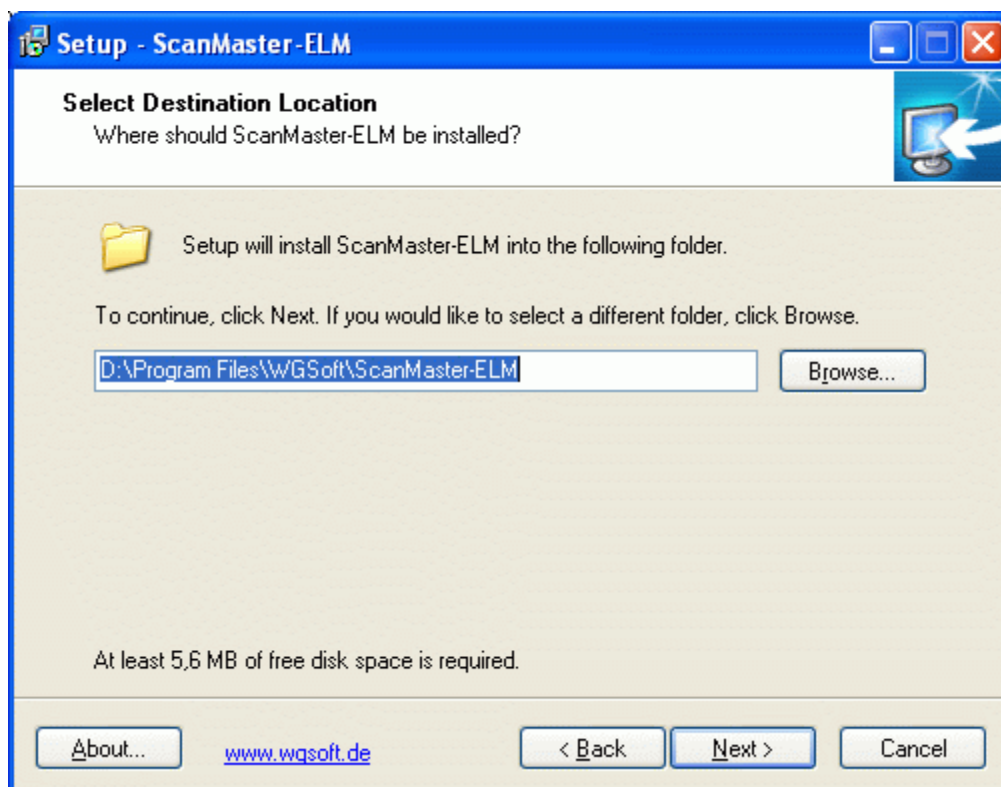 Setup - ScanMaster-ELM
Select Destination Location
Where should ScanMaster-ELM be installed?
Setup will install ScanMaster-ELM into the following folder.
To continue, click Next. If you would like to select a different folder, click Browse.
D:\Program Files\WGSoft\ScanMaster-ELM
Browse...
At least 5,6 MB of free disk space is required.
About...
www.wgsoft.de
< Back
Next >
Cancel